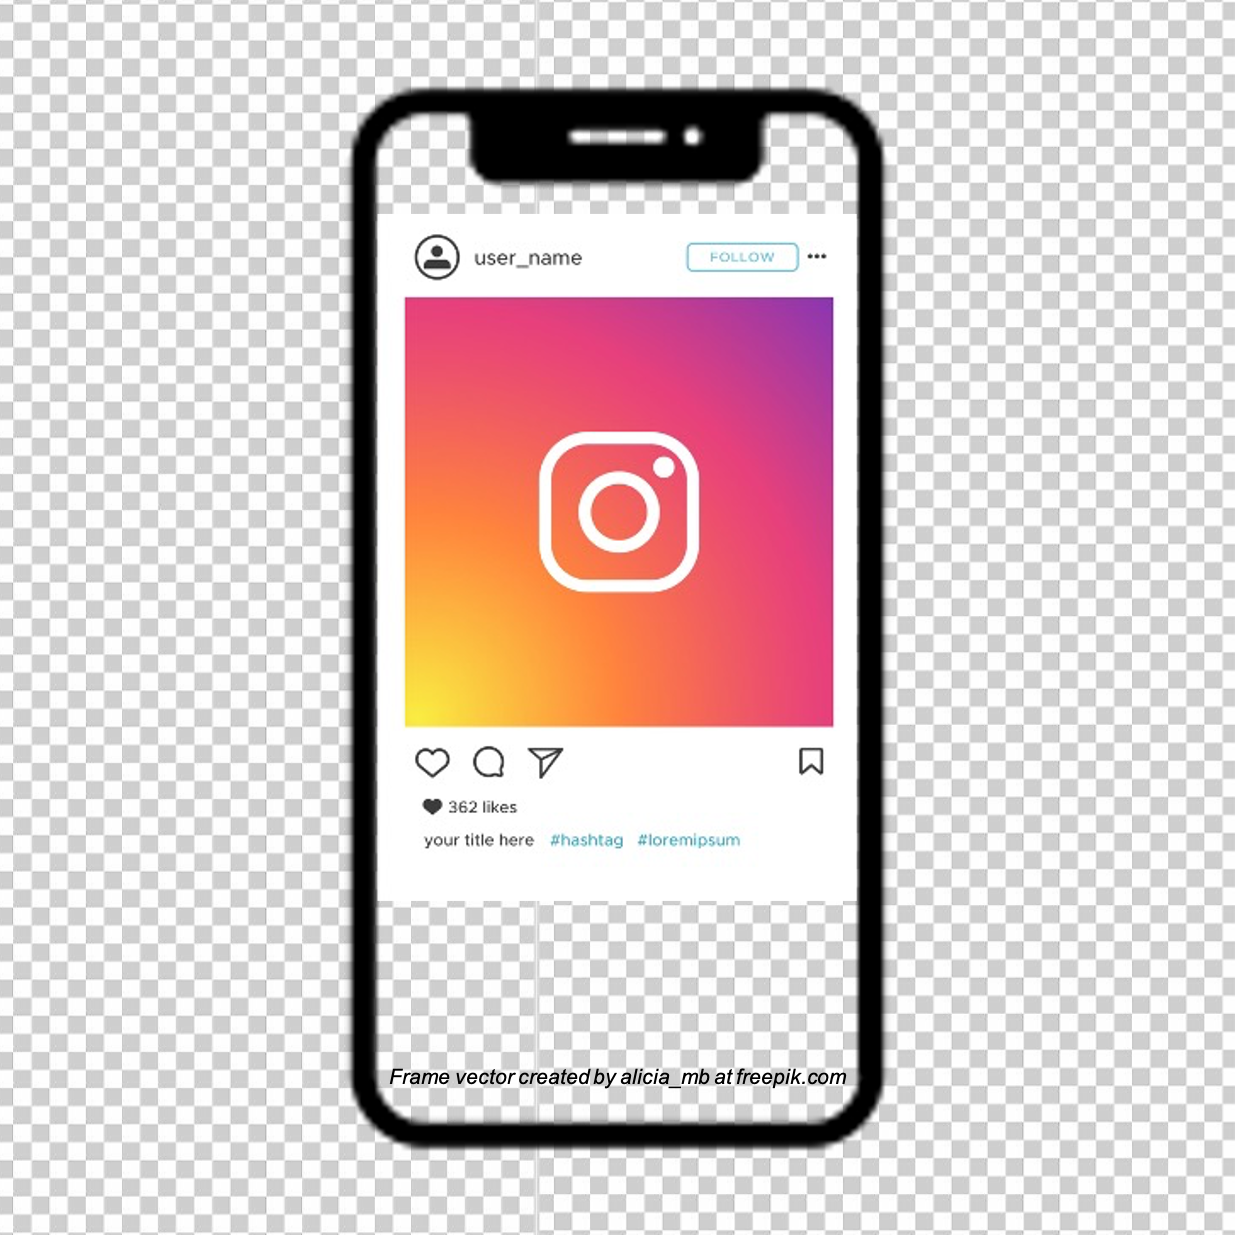 user_name FOLLOW
362 likes
your title here #hashtag #loremipsum
Frame vector created by alicia_mb at freepik.com